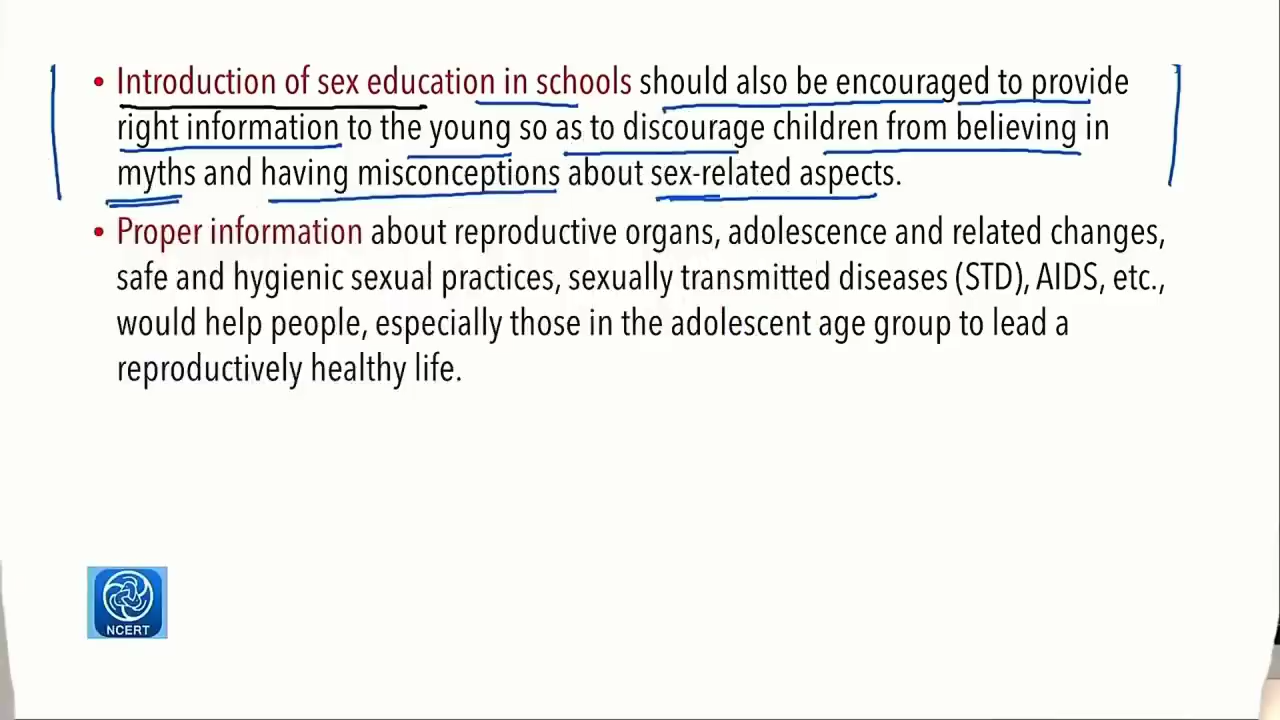 • Introduction of sex education in schools should also be encouraged to provide
right information to the young so as to discourage children from believing in
myths and having misconceptions about sex-related aspects.
• Proper information about reproductive organs, adolescence and related changes,
safe and hygienic sexual practices, sexually transmitted diseases (STD), AIDS, etc.,
would help people, especially those in the adolescent age group to lead a
reproductively healthy life.
NCERT